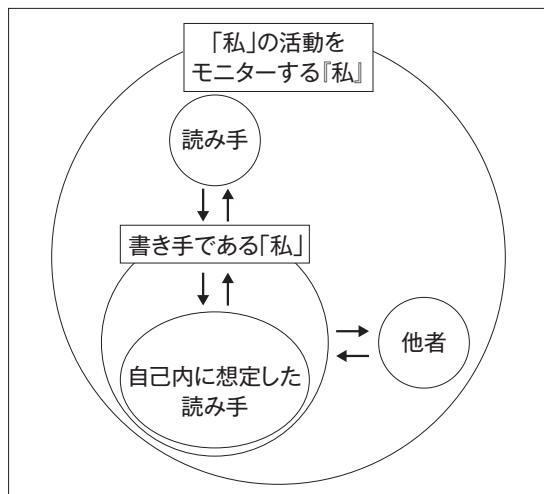 「私」の活動を
モニターする『私』
読み手
書き手である「私」
自己内に想定した
読み手
他者